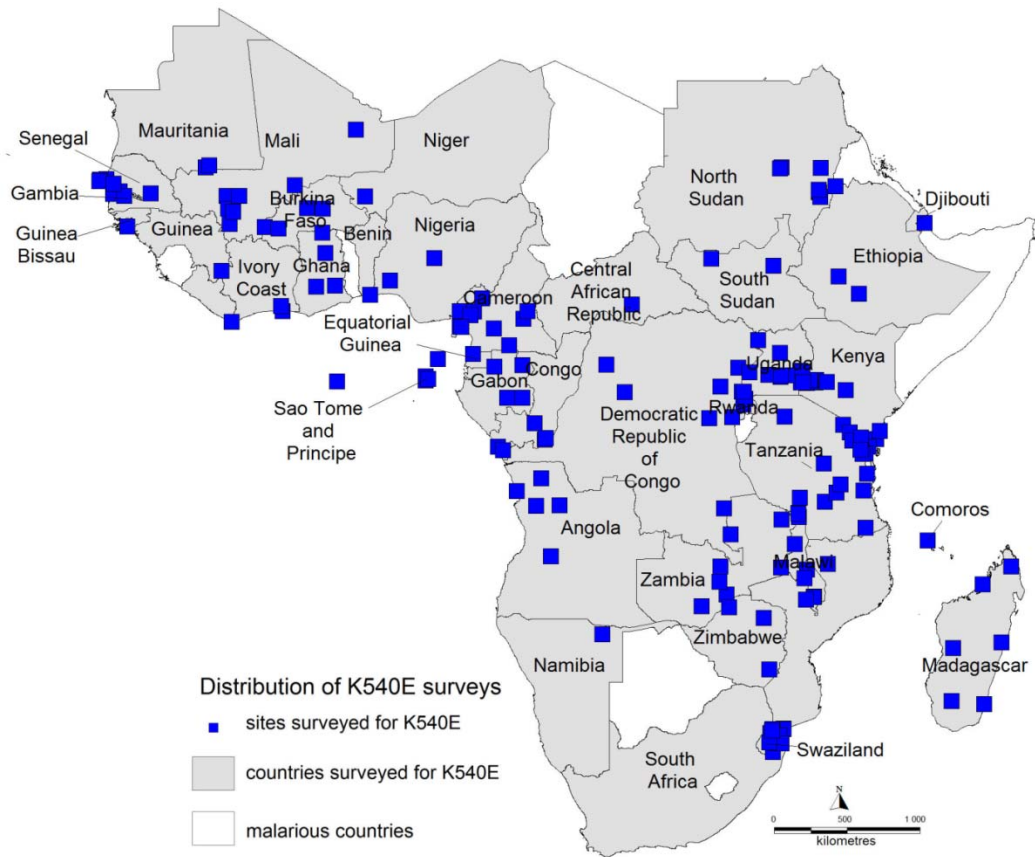 Mauritania
Mali
Niger
Senegal
Gambia
Guinea
Bissau
Guinea
Burkina
Faso
Benin
Nigeria
Ivory
Coast
Ghana
North
Sudan
Djibouti
Ethiopia
South
Sudan
Central
African
Republic
Cameroon
Equatorial
Guinea
Gabon
Congo
Sao Tome
and
Principe
Uganda
Kenya
Rwanda
Democratic
Republic
of
Congo
Tanzania
Comoros
Angola
Malawi
Zambia
Zimbabwe
Namibia
Madagascar
Swaziland
South
Africa
Distribution of K540E surveys
sites surveyed for K540E
countries surveyed for K540E
malarious countries
N
0 500 1 000
kilometres